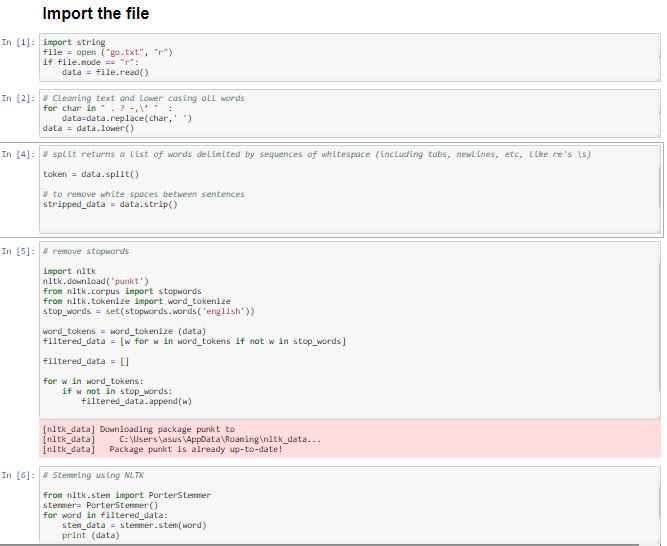 Import the file
In [1]: import string
file = open ("go.txt", "r")
if file.mode == "r":
    data = file.read()
In [2]: # Cleaning text and Lower casing all words
for char in " . ? -,\’ "  :
    data=data.replace(char,' ')
data = data.lower()
In [4]: # split returns a list of words delimited by sequences of whitespace (including tabs, newlines, etc, like re's \s)
token = data.split()
# to remove white spaces between sentences
stripped_data = data.strip()
In [5]: # remove stopwords
import nltk
nltk.download('punkt')
from nltk.corpus import stopwords
from nltk.tokenize import word_tokenize
stop_words = set(stopwords.words('english'))
word_tokens = word_tokenize (data)
filtered_data = [w for w in word_tokens if not w in stop_words]
filtered_data = []
for w in word_tokens:
    if w not in stop_words:
        filtered_data.append(w)
[nltk_data] Downloading package punkt to
[nltk_data]     C:\Users\asus\AppData\Roaming\nltk_data...
[nltk_data]   Package punkt is already up-to-date!
In [6]: # Stemming using NLTK
from nltk.stem import PorterStemmer
stemmer= PorterStemmer()
for word in filtered_data:
    stem_data = stemmer.stem(word)
    print (data)